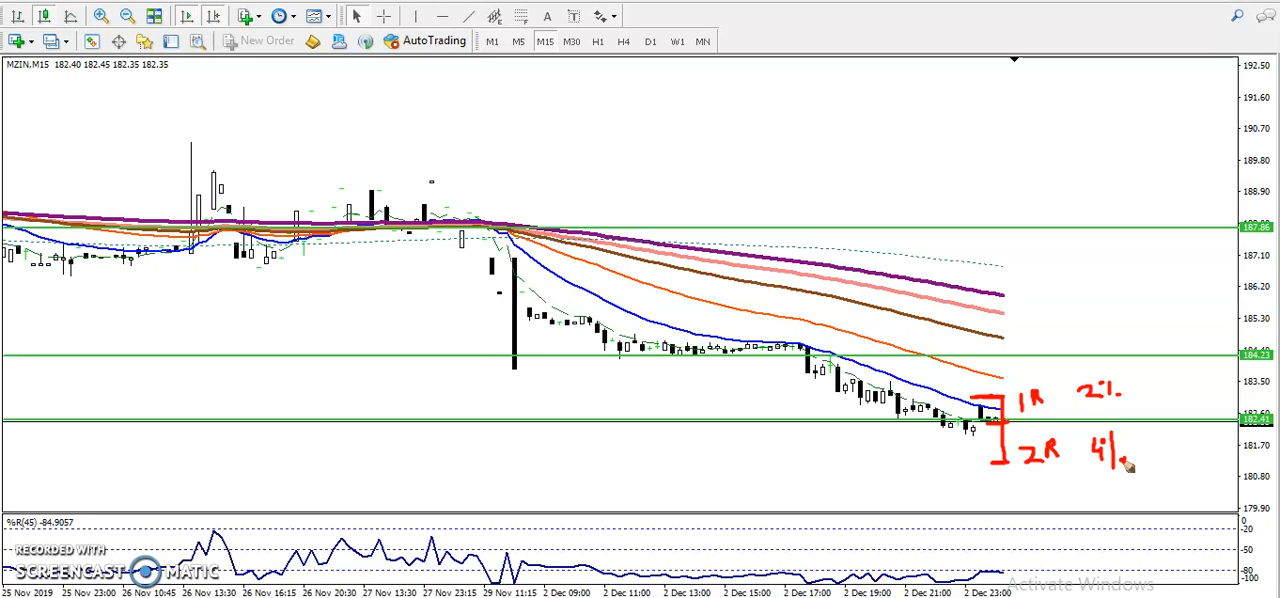 New Order
AutoTrading
M1 M5 M15 M30 H1 H4 D1 W1 MN
MZIN,M15 182.40 182.45 182.35 182.35
192.50
191.60
190.70
189.80
188.90
187.86
187.10
186.20
185.30
184.23
183.50
182.41
181.70
180.80
179.90
1R 2%
2R 4%
%R(45) -84.9057
0
-20
-50
-80
-100
RECORDED WITH
SCREENCAST MATIC
Activate Windows
25 Nov 2019 25 Nov 23:00 26 Nov 10:45 26 Nov 13:30 26 Nov 20:30 27 Nov 13:30 27 Nov 23:15 29 Nov 11:15 2 Dec 09:00 2 Dec 11:00 2 Dec 13:00 2 Dec 15:00 2 Dec 17:00 2 Dec 19:00 2 Dec 21:00 2 Dec 23:00